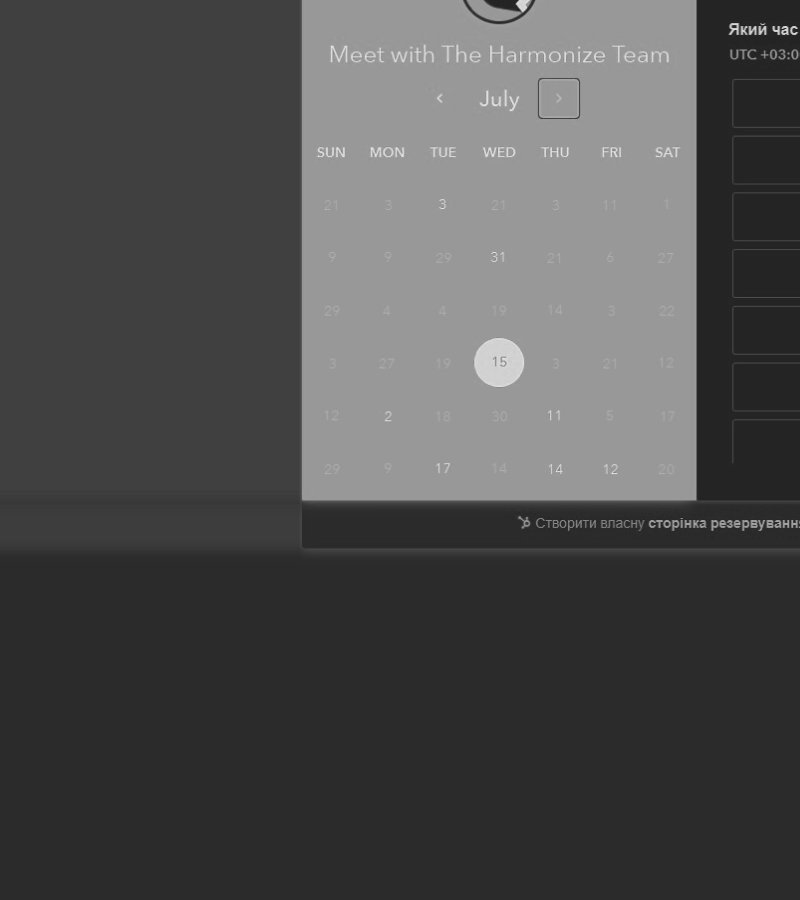 Meet with The Harmonize Team
July
SUN MON TUE WED THU FRI SAT
21 3 3 21 3 11 1
9 9 29 31 21 6 27
29 4 4 19 14 3 22
3 27 19 15 3 21 12
12 2 18 30 11 5 17
29 9 17 14 14 12 20
Який час
UTC +03:0
Створити власну сторінка резервування